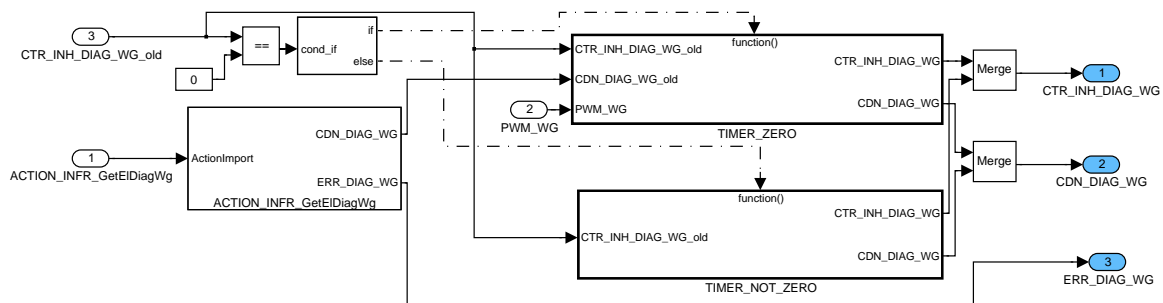 3
CTR_INH_DIAG_WG_old
==
0
cond_if
if
else
function()
CTR_INH_DIAG_WG_old
CDN_DIAG_WG_old
PWM_WG
CTR_INH_DIAG_WG
CDN_DIAG_WG
TIMER_ZERO
2
PWM_WG
Merge
1
CTR_INH_DIAG_WG
1
ACTION_INFR_GetElDiagWg
ActionImport
CDN_DIAG_WG
ERR_DIAG_WG
ACTION_INFR_GetElDiagWg
Merge
2
CDN_DIAG_WG
function()
CTR_INH_DIAG_WG_old
CTR_INH_DIAG_WG
CDN_DIAG_WG
TIMER_NOT_ZERO
3
ERR_DIAG_WG